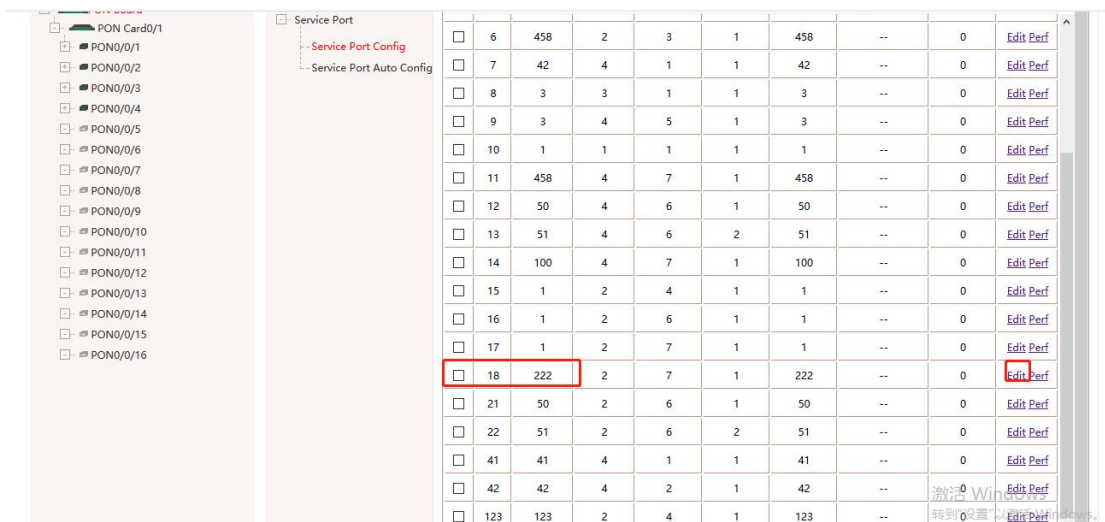 PON Board
PON Card0/1
PON0/0/1
PON0/0/2
PON0/0/3
PON0/0/4
PON0/0/5
PON0/0/6
PON0/0/7
PON0/0/8
PON0/0/9
PON0/0/10
PON0/0/11
PON0/0/12
PON0/0/13
PON0/0/14
PON0/0/15
PON0/0/16
Service Port
Service Port Config
Service Port Auto Config
6 458 2 3 1 458 -- 0 Edit Perf
7 42 4 1 1 42 -- 0 Edit Perf
8 3 3 1 1 3 -- 0 Edit Perf
9 3 4 5 1 3 -- 0 Edit Perf
10 1 1 1 1 1 -- 0 Edit Perf
11 458 4 7 1 458 -- 0 Edit Perf
12 50 4 6 1 50 -- 0 Edit Perf
13 51 4 6 2 51 -- 0 Edit Perf
14 100 4 7 1 100 -- 0 Edit Perf
15 1 2 4 1 1 -- 0 Edit Perf
16 1 2 6 1 1 -- 0 Edit Perf
17 1 2 7 1 1 -- 0 Edit Perf
18 222 2 7 1 222 -- 0 Edit Perf
21 50 2 6 1 50 -- 0 Edit Perf
22 51 2 6 2 51 -- 0 Edit Perf
41 41 4 1 1 41 -- 0 Edit Perf
42 42 4 2 1 42 -- 0 Edit Perf
123 123 2 4 1 123 -- 0 Edit Perf
激活 Windows
转到"设置"以激活 Windows。